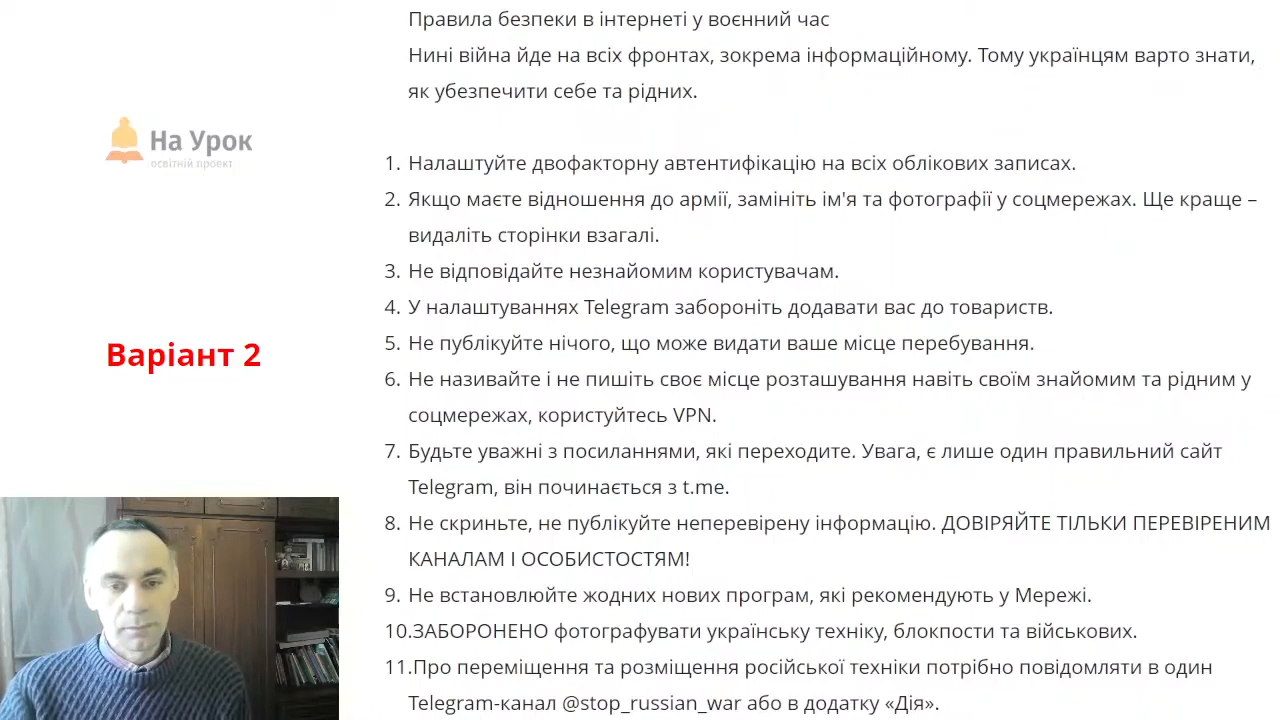 Правила безпеки в інтернеті у воєнний час
Нині війна йде на всіх фронтах, зокрема інформаційному. Тому українцям варто знати,
як убезпечити себе та рідних.
На Урок
освітній проект
1. Налаштуйте двофакторну автентифікацію на всіх облікових записах.
2. Якщо маєте відношення до армії, замініть ім'я та фотографії у соцмережах. Ще краще –
видаліть сторінки взагалі.
3. Не відповідайте незнайомим користувачам.
4. У налаштуваннях Telegram забороніть додавати вас до товариств.
Варіант 2
5. Не публікуйте нічого, що може видати ваше місце перебування.
6. Не називайте і не пишіть своє місце розташування навіть своїм знайомим та рідним у
соцмережах, користуйтесь VPN.
7. Будьте уважні з посиланнями, які переходите. Увага, є лише один правильний сайт
Telegram, він починається з t.me.
8. Не скриньте, не публікуйте неперевірену інформацію. ДОВІРЯЙТЕ ТІЛЬКИ ПЕРЕВІРЕНИМ
КАНАЛАМ І ОСОБИСТОСТЯМ!
9. Не встановлюйте жодних нових програм, які рекомендують у Мережі.
10.ЗАБОРОНЕНО фотографувати українську техніку, блокпости та військових.
11.Про переміщення та розміщення російської техніки потрібно повідомляти в один
Telegram-канал @stop_russian_war або в додатку «Дія».